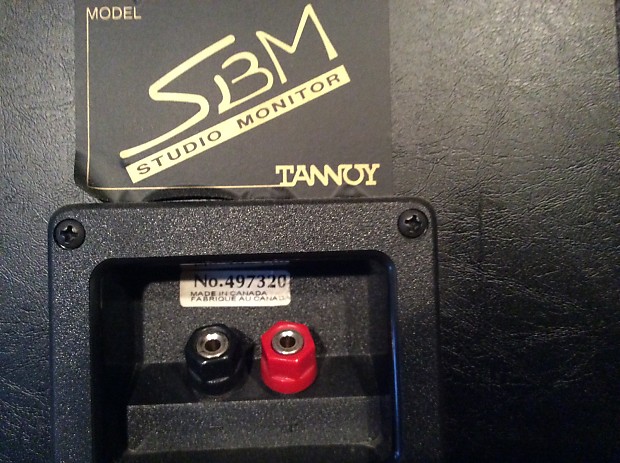 MODEL
SBM
STUDIO MONITOR
TANNOY
No.497320
MADE IN CANADA
FABRIQUE AU CANADA